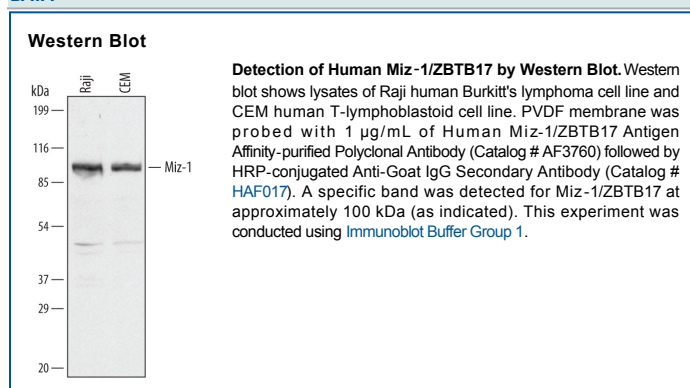 Western Blot
kDa
Raji
CEM
199
116
Miz-1
85
54
37
29
20
Detection of Human Miz-1/ZBTB17 by Western Blot. Western
blot shows lysates of Raji human Burkitt's lymphoma cell line and
CEM human T-lymphoblastoid cell line. PVDF membrane was
probed with 1 µg/mL of Human Miz-1/ZBTB17 Antigen
Affinity-purified Polyclonal Antibody (Catalog # AF3760) followed by
HRP-conjugated Anti-Goat IgG Secondary Antibody (Catalog #
HAF017). A specific band was detected for Miz-1/ZBTB17 at
approximately 100 kDa (as indicated). This experiment was
conducted using Immunoblot Buffer Group 1.